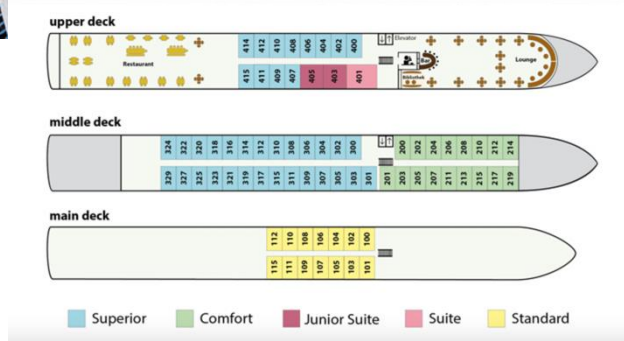 upper deck
414 412 410 408 406 404 402 400
Elevator
Restaurant
Bar
Lounge
Bibliothek
415 411 409 407 405 403 401
middle deck
324 322 320 318 316 314 312 310 308 306 304 302 300
200 202 204 206 208 210 212 214
329 327 325 323 321 319 317 315 311 309 307 305 303 301
201 203 205 207 211 213 215 217 219
main deck
112 110 108 106 104 102 100
115 111 109 107 105 103 101
Superior Comfort Junior Suite Suite Standard